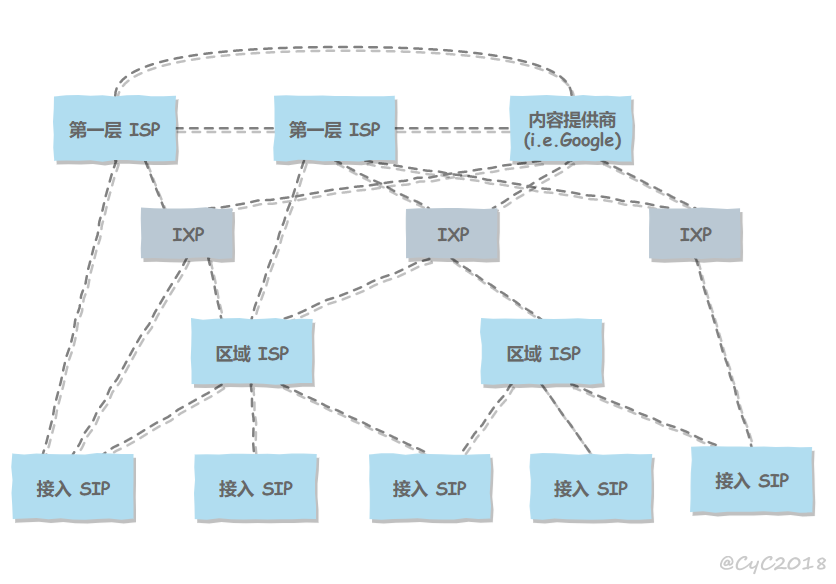 第一层 ISP
第一层 ISP
内容提供商
(i.e.Google)
IXP
IXP
IXP
区域 ISP
区域 ISP
接入 SIP
接入 SIP
接入 SIP
接入 SIP
接入 SIP
@CyC2018